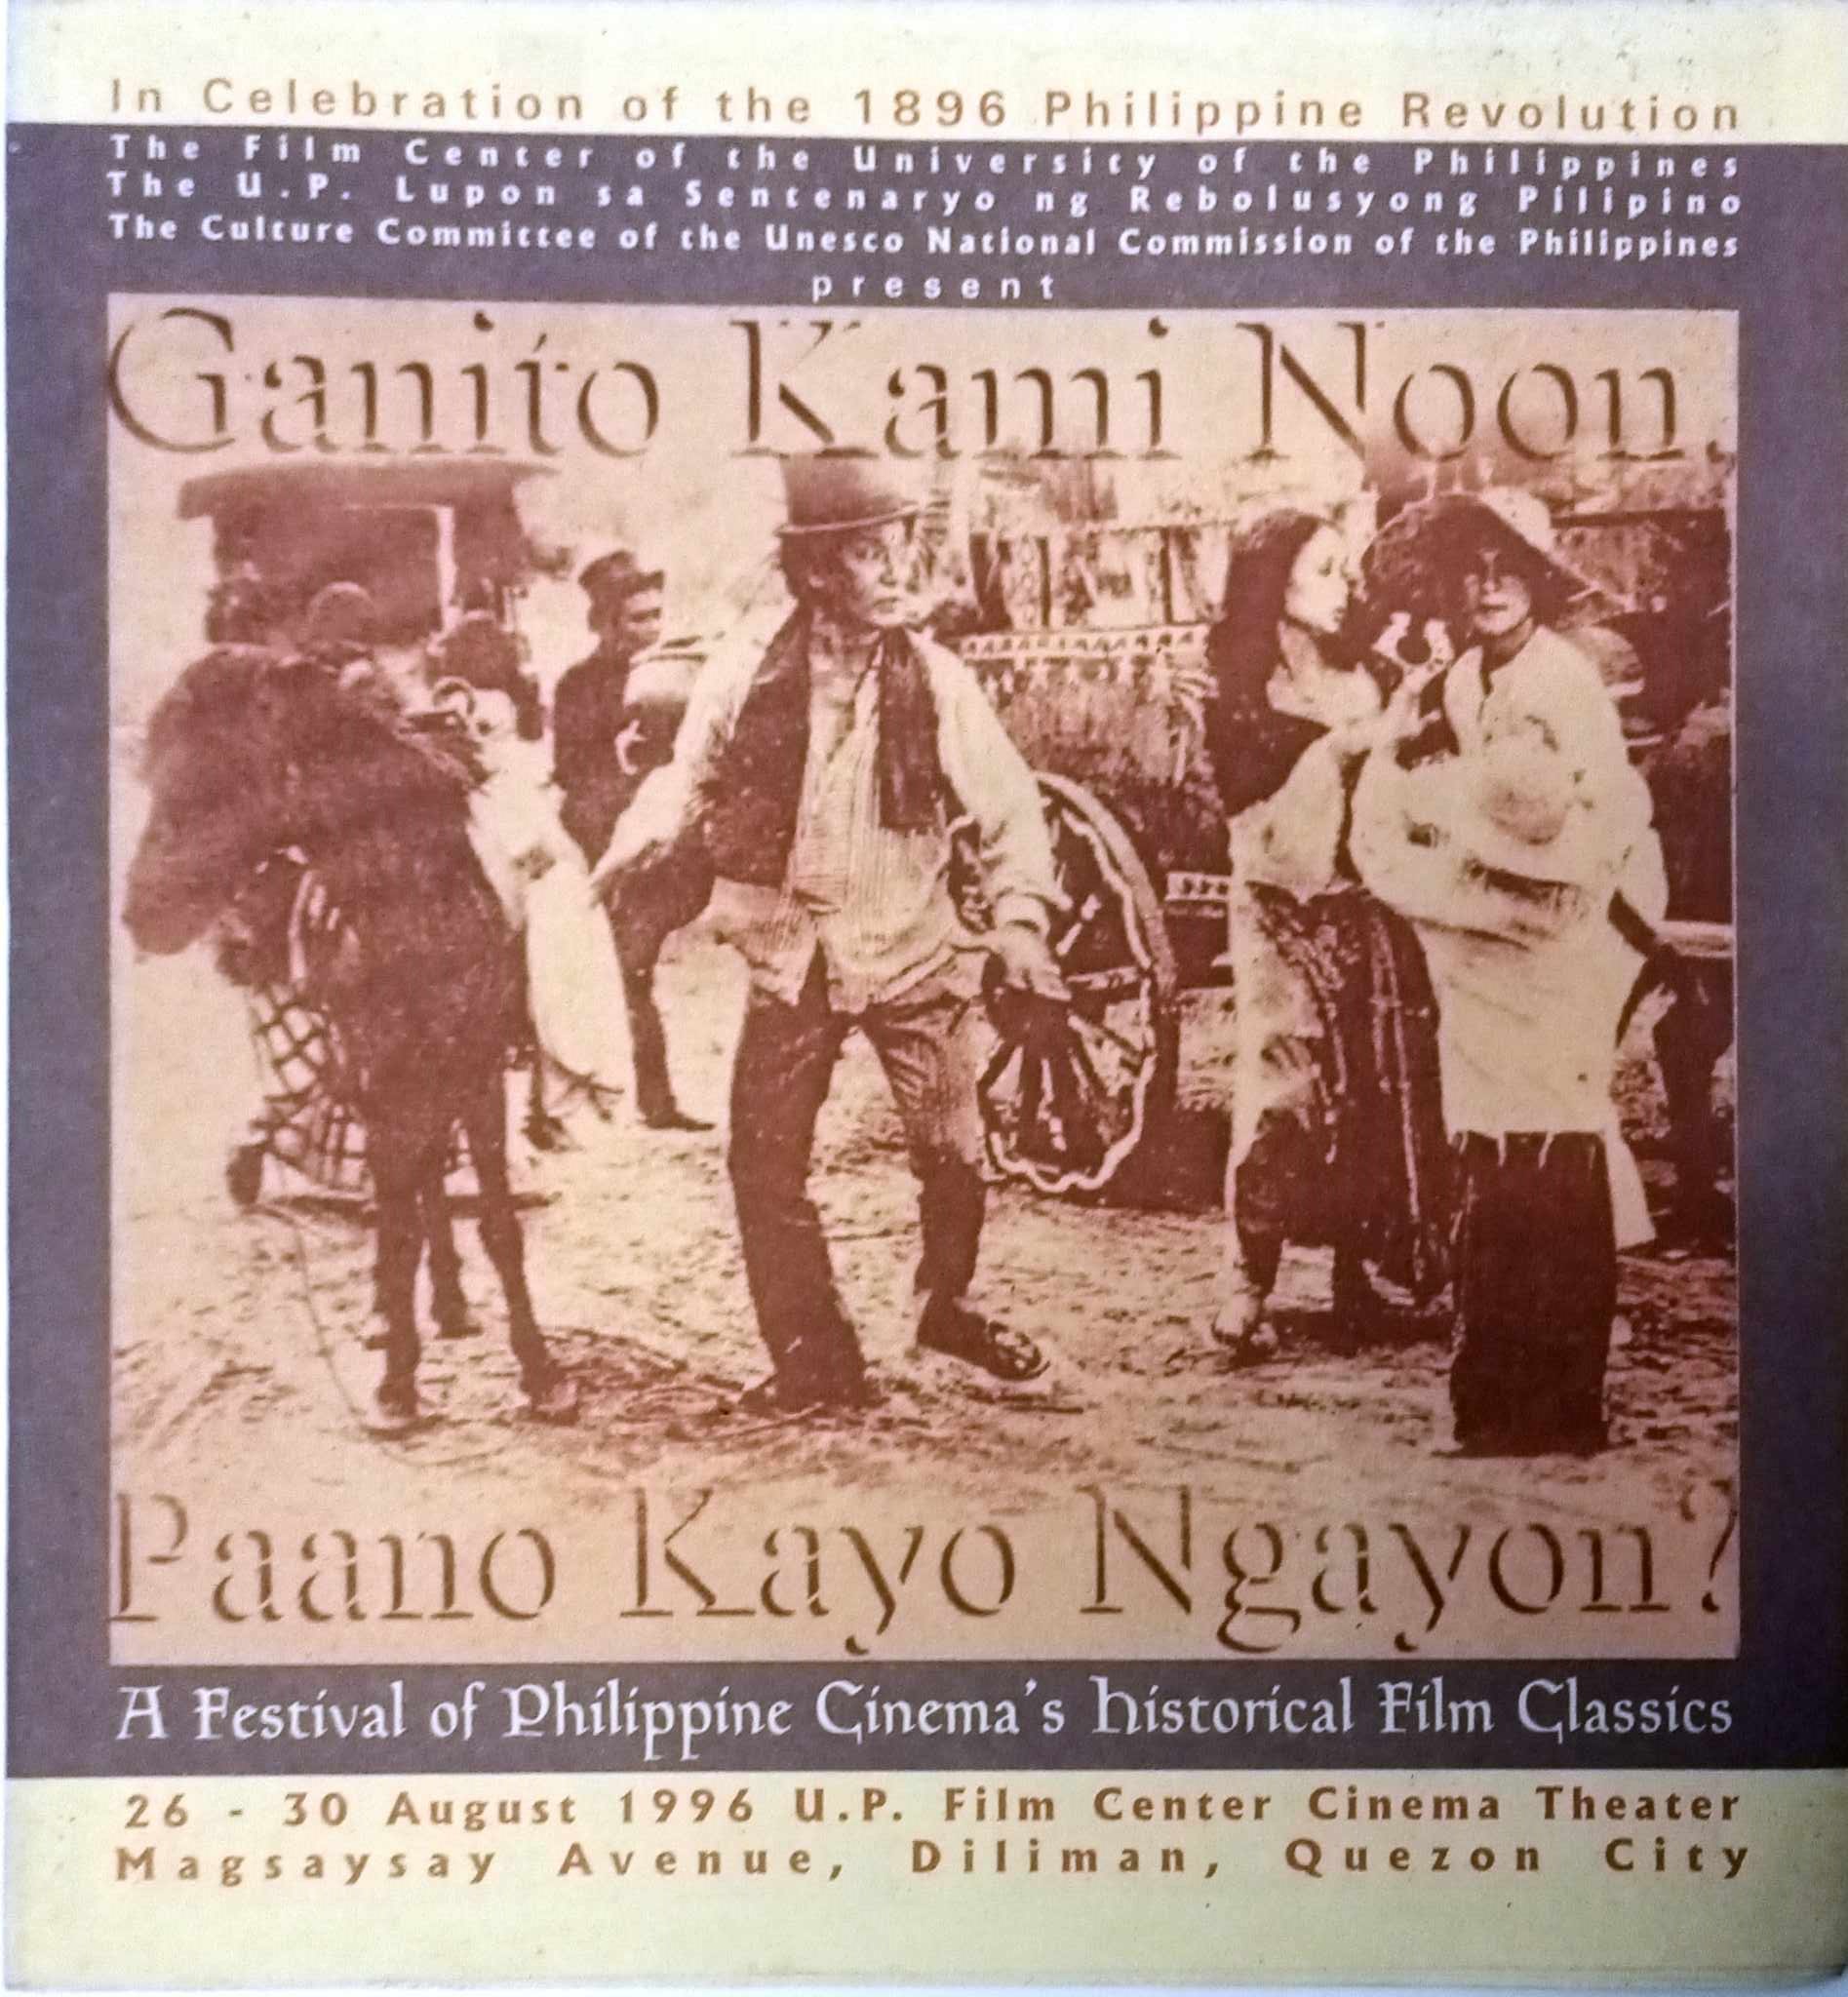 In Celebration of the 1896 Philippine Revolution
The Film Center of the University of the Philippines
The U.P. Lupon sa Sentenaryo ng Rebolusyong Pilipino
The Culture Committee of the Unesco National Commission of the Philippines
present
Ganito Kami Noon,
Paano Kayo Ngayon?
A Festival of Philippine Cinema's Historical Film Classics
26 - 30 August 1996 U.P. Film Center Cinema Theater
Magsaysay Avenue, Diliman, Quezon City